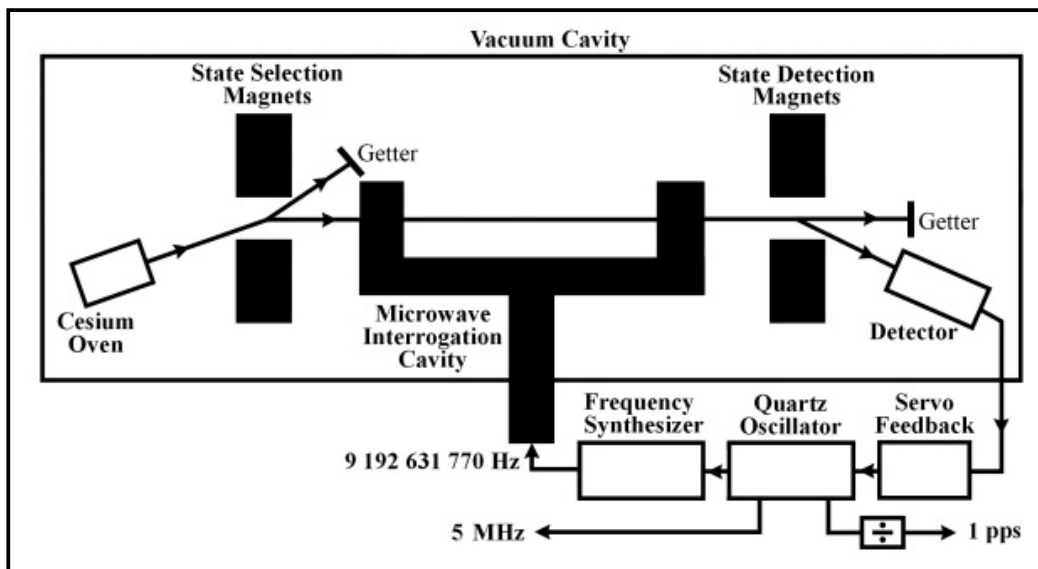 Vacuum Cavity
State Selection
Magnets
State Detection
Magnets
Getter
Getter
Cesium
Oven
Microwave
Interrogation
Cavity
Detector
Frequency
Synthesizer
Quartz
Oscillator
Servo
Feedback
9 192 631 770 Hz
5 MHz
÷
1 pps